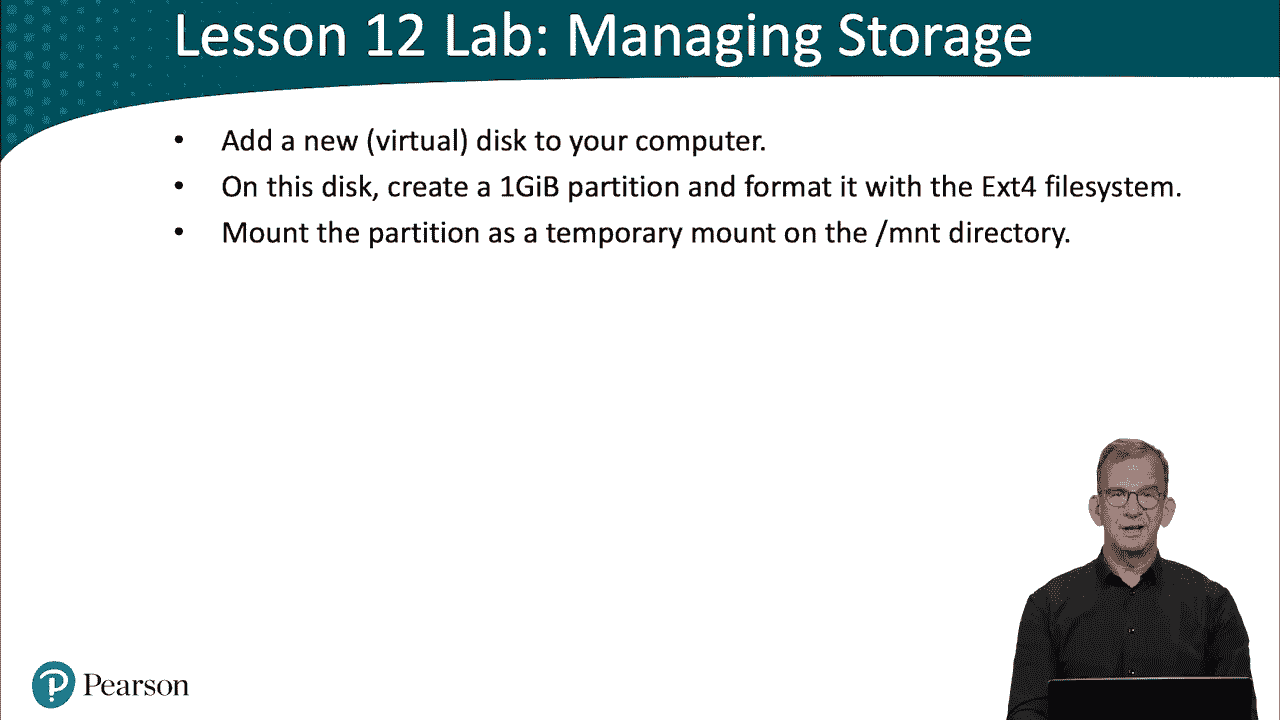 Lesson 12 Lab: Managing Storage
• Add a new (virtual) disk to your computer.
• On this disk, create a 1GiB partition and format it with the Ext4 filesystem.
• Mount the partition as a temporary mount on the /mnt directory.
Pearson